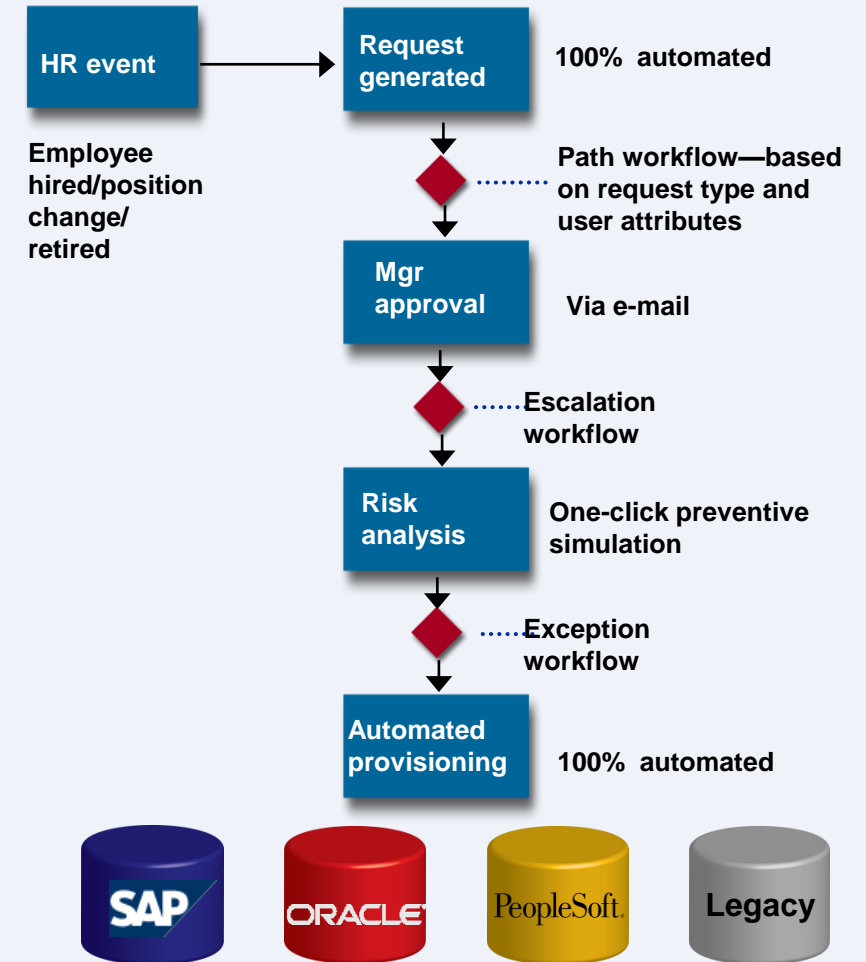 HR event
Request
generated
100% automated
Employee
hired/position
change/
retired
Path workflow—based
on request type and
user attributes
Mgr
approval
Via e-mail
Escalation
workflow
Risk
analysis
One-click preventive
simulation
Exception
workflow
Automated
provisioning
100% automated
SAP
ORACLE
PeopleSoft.
Legacy